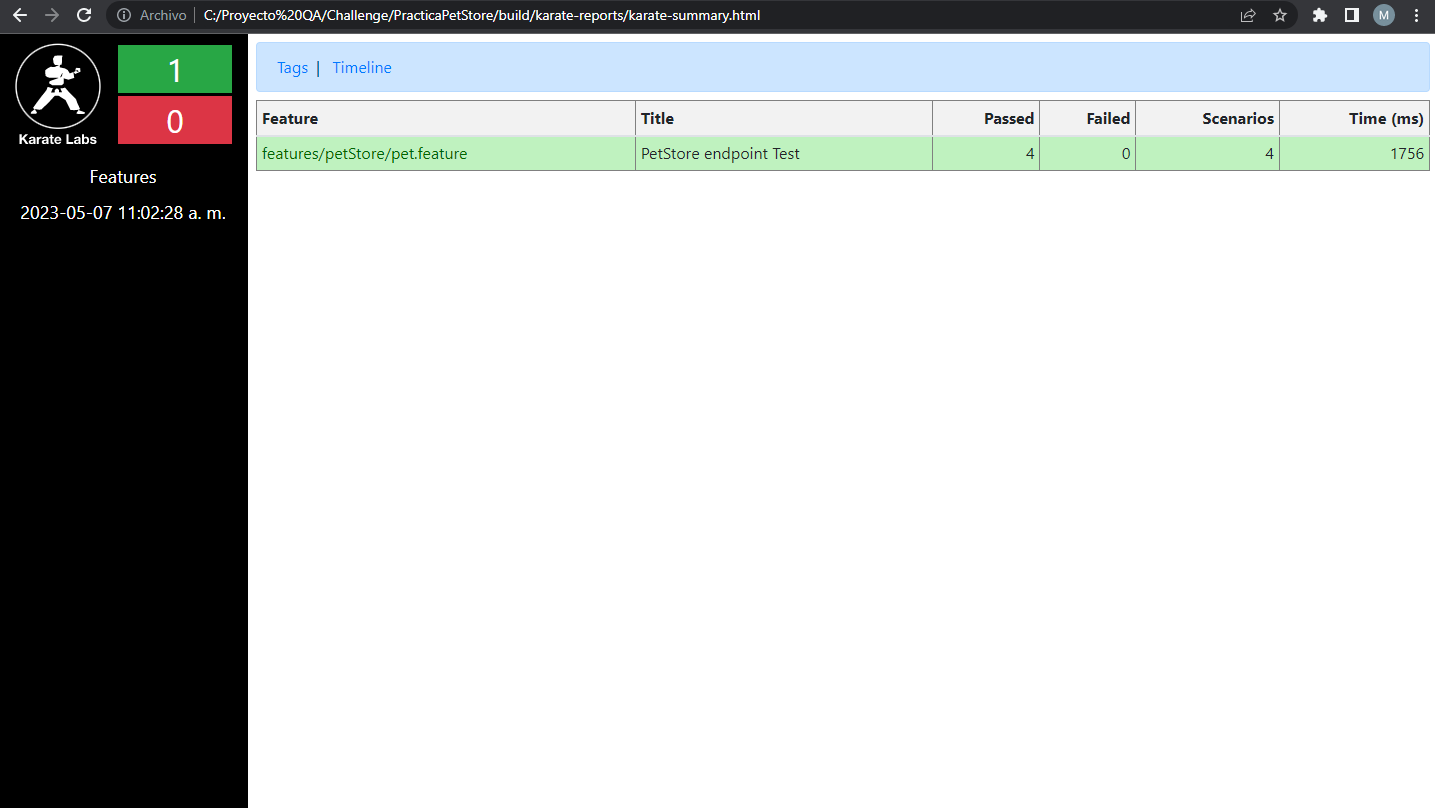 Archivo C:/Proyecto%20QA/Challenge/PracticaPetStore/build/karate-reports/karate-summary.html
M
1
0
Karate Labs
Features
2023-05-07 11:02:28 a. m.
Tags | Timeline
Feature Title Passed Failed Scenarios Time (ms)
features/petStore/pet.feature PetStore endpoint Test 4 0 4 1756